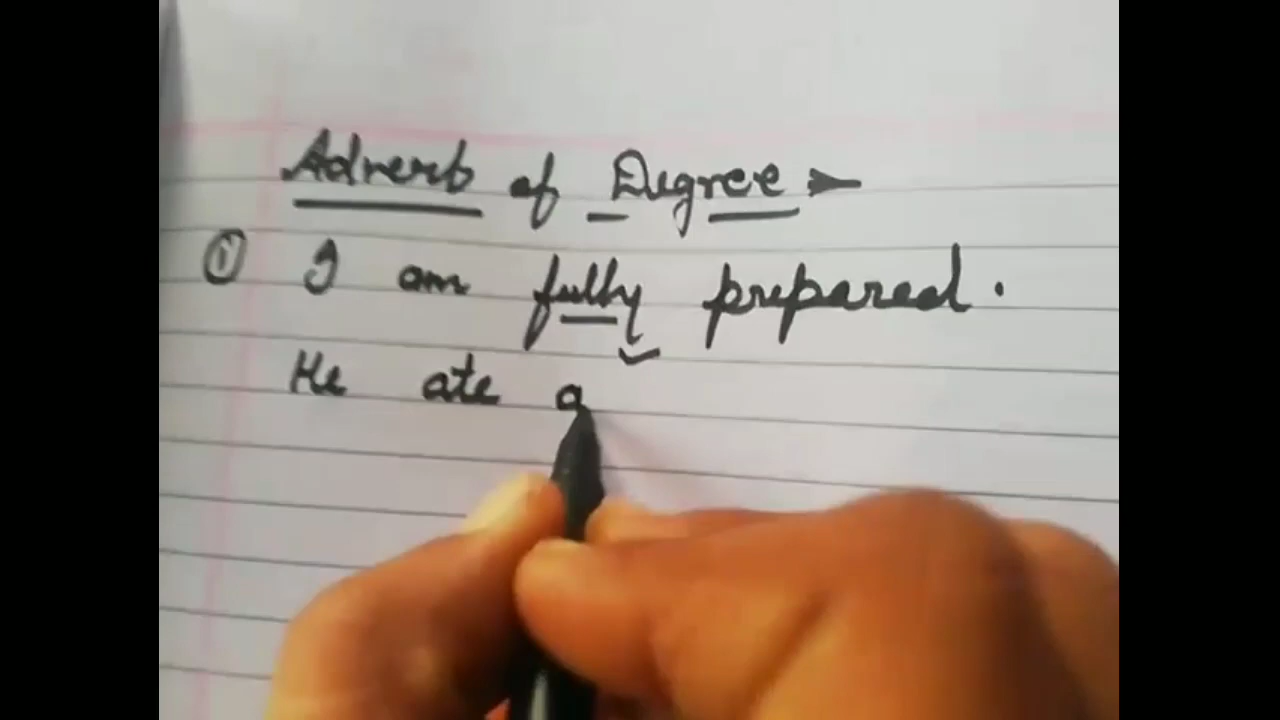 Adverb of Degree ➤
① I am fully prepared.
He ate a